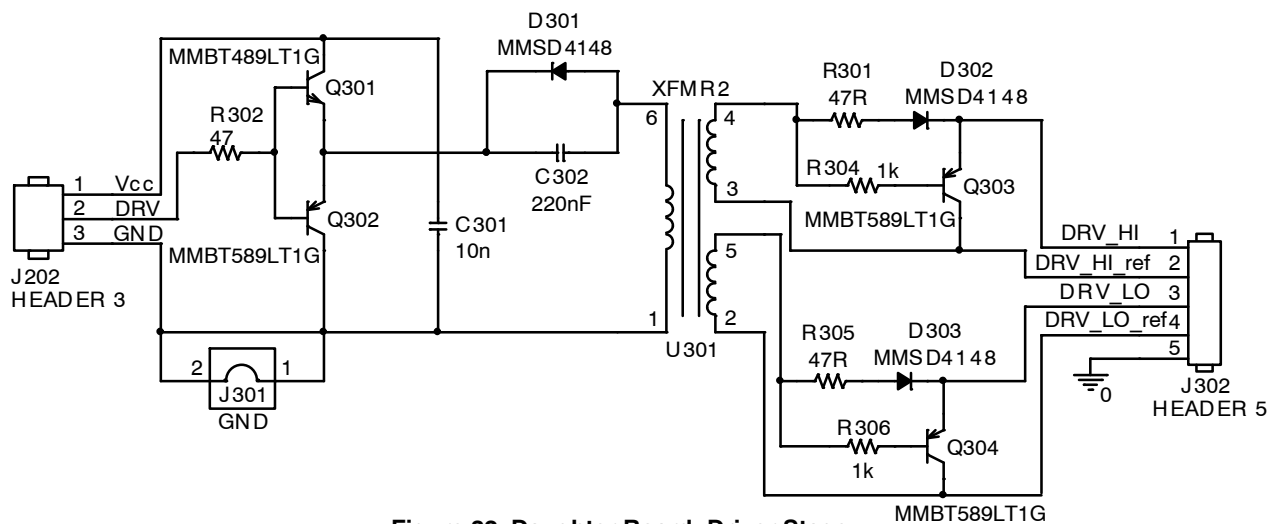 D301
MMSD4148
MMBT489LT1G
Q301
R302
47
1
Vcc
2
DRV
3
GND
J202
HEADER 3
Q302
MMBT589LT1G
C301
10n
C302
220nF
2
1
J301
GND
XFMR2
6
4
3
5
1
2
U301
R301
47R
D302
MMSD4148
R304
1k
Q303
MMBT589LT1G
R305
47R
D303
MMSD4148
R306
1k
Q304
MMBT589LT1G
DRV_HI
1
DRV_HI_ref
2
DRV_LO
3
DRV_LO_ref
4
5
0
J302
HEADER 5